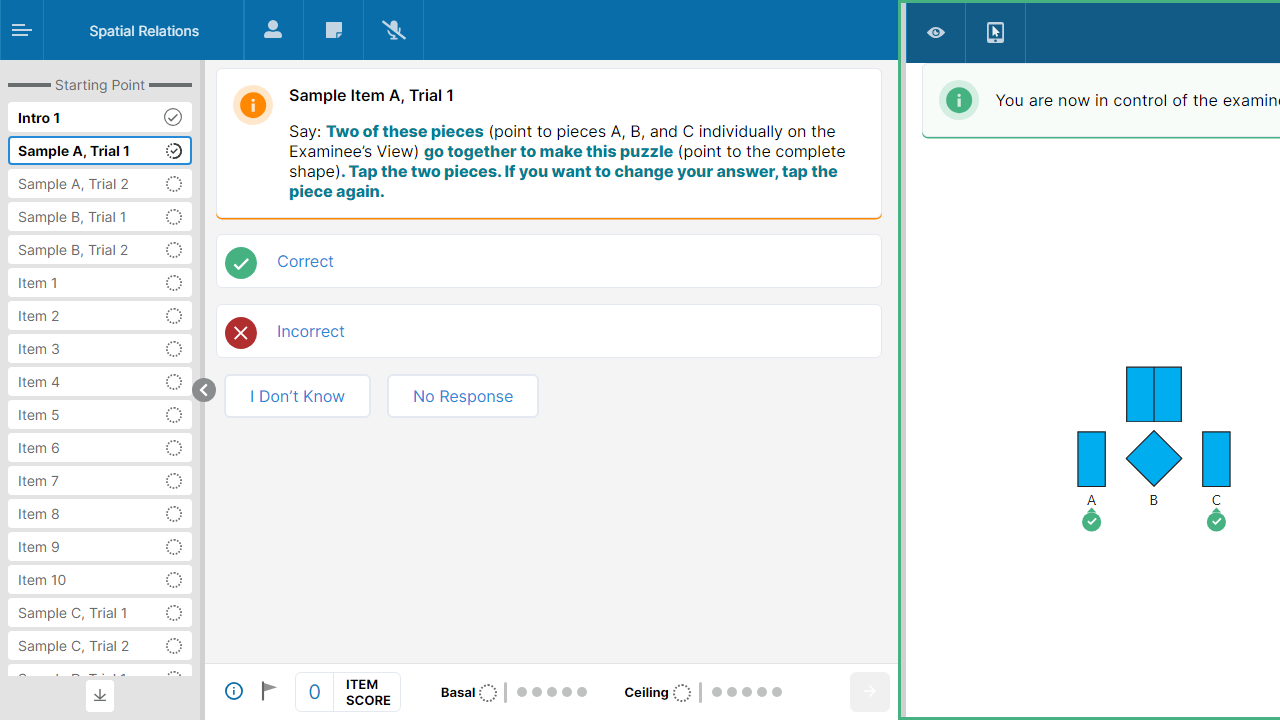 Spatial Relations
Starting Point
Intro 1
Sample A, Trial 1
Sample A, Trial 2
Sample B, Trial 1
Sample B, Trial 2
Item 1
Item 2
Item 3
Item 4
Item 5
Item 6
Item 7
Item 8
Item 9
Item 10
Sample C, Trial 1
Sample C, Trial 2
Sample Item A, Trial 1
Say: Two of these pieces (point to pieces A, B, and C individually on the
Examinee’s View) go together to make this puzzle (point to the complete
shape). Tap the two pieces. If you want to change your answer, tap the
piece again.
Correct
Incorrect
I Don’t Know
No Response
0
ITEM
SCORE
Basal
Ceiling
You are now in control of the
A
B
C